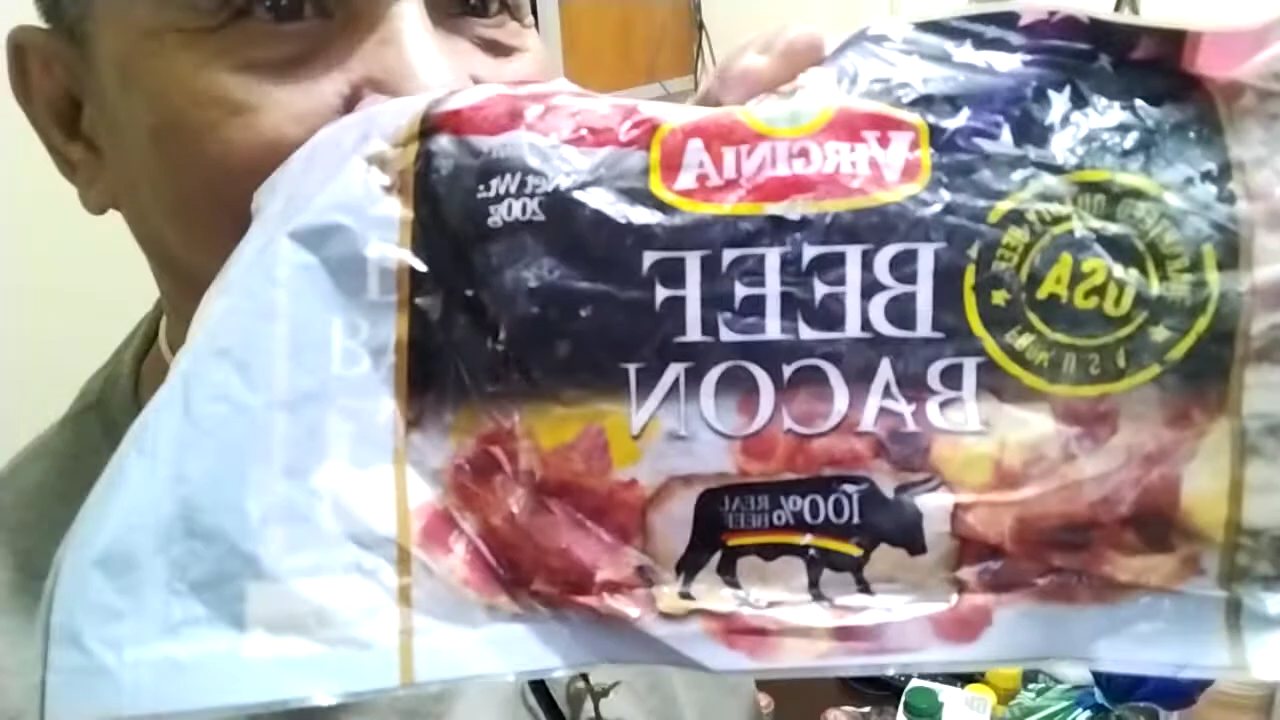 VIRGINIA
Net Wt.:
200g
BEEF
BACON
USA
100% REAL
BEEF